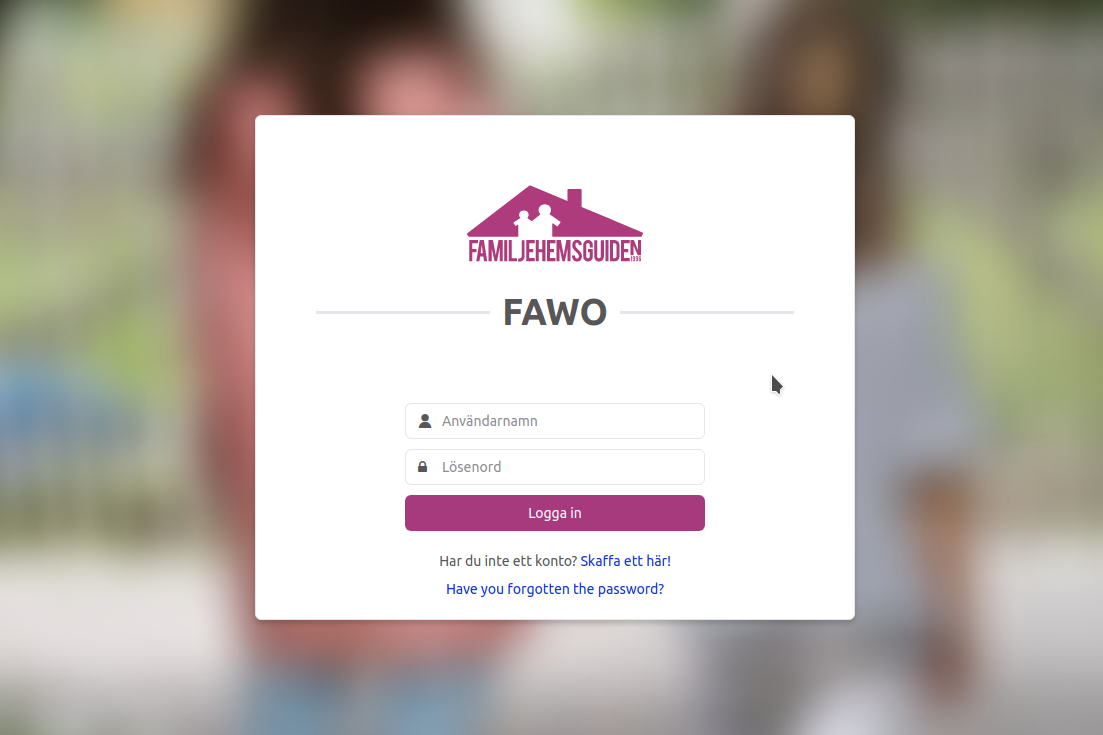 FAMILJEHEMSGUIDEN
FAWO
Användarnamn
Lösenord
Logga in
Har du inte ett konto? Skaffa ett här!
Have you forgotten the password?